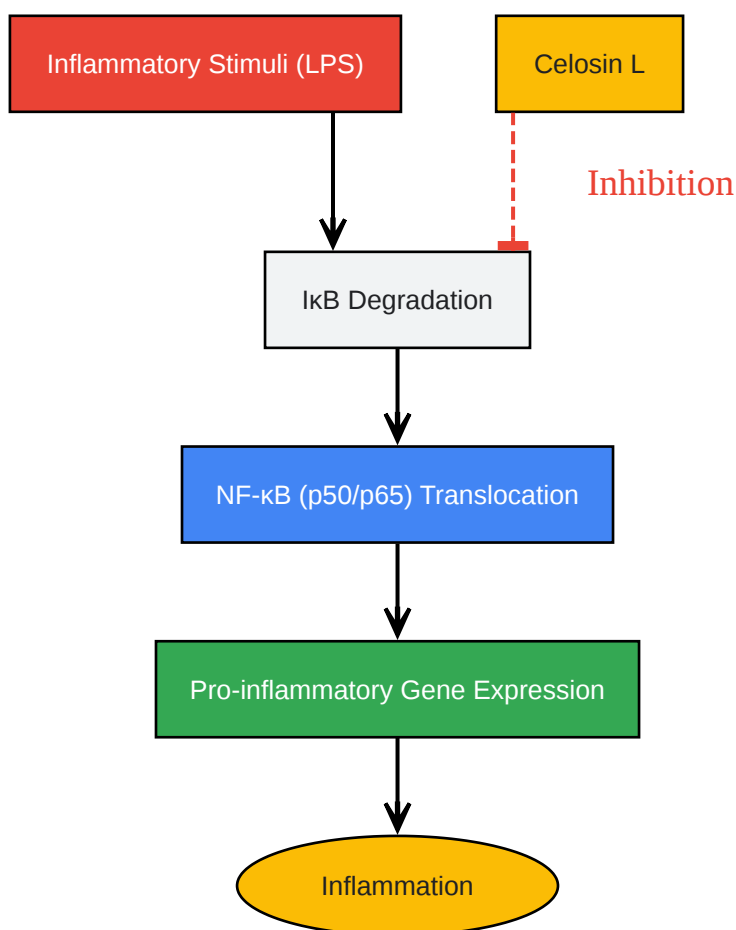 Inflammatory Stimuli (LPS)
Celosin L
Inhibition
IκB Degradation
NF-κB (p50/p65) Translocation
Pro-inflammatory Gene Expression
Inflammation